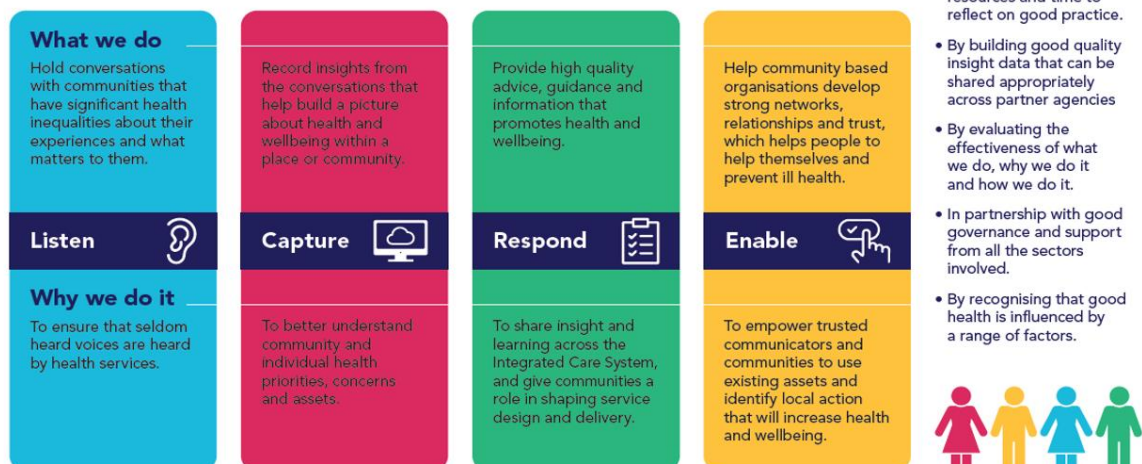 What we do
Hold conversations
with communities that
have significant health
inequalities about their
experiences and what
matters to them.
Listen
Why we do it
To ensure that seldom
heard voices are heard
by health services.
Record insights from
the conversations that
help build a picture
about health and
wellbeing within a
place or community.
Capture
To better understand
community and
individual health
priorities, concerns
and assets.
Provide high quality
advice, guidance and
information that
promotes health and
wellbeing.
Respond
To share insight and
learning across the
Integrated Care System,
and give communities a
role in shaping service
design and delivery.
Help community based
organisations develop
strong networks,
relationships and trust,
which helps people to
help themselves and
prevent ill health.
Enable
To empower trusted
communicators and
communities to use
existing assets and
identify local action
that will increase health
and wellbeing.
resources and time to
reflect on good practice.
• By building good quality
insight data that can be
shared appropriately
across partner agencies
• By evaluating the
effectiveness of what
we do, why we do it
and how we do it.
• In partnership with good
governance and support
from all the sectors
involved.
• By recognising that good
health is influenced by
a range of factors.